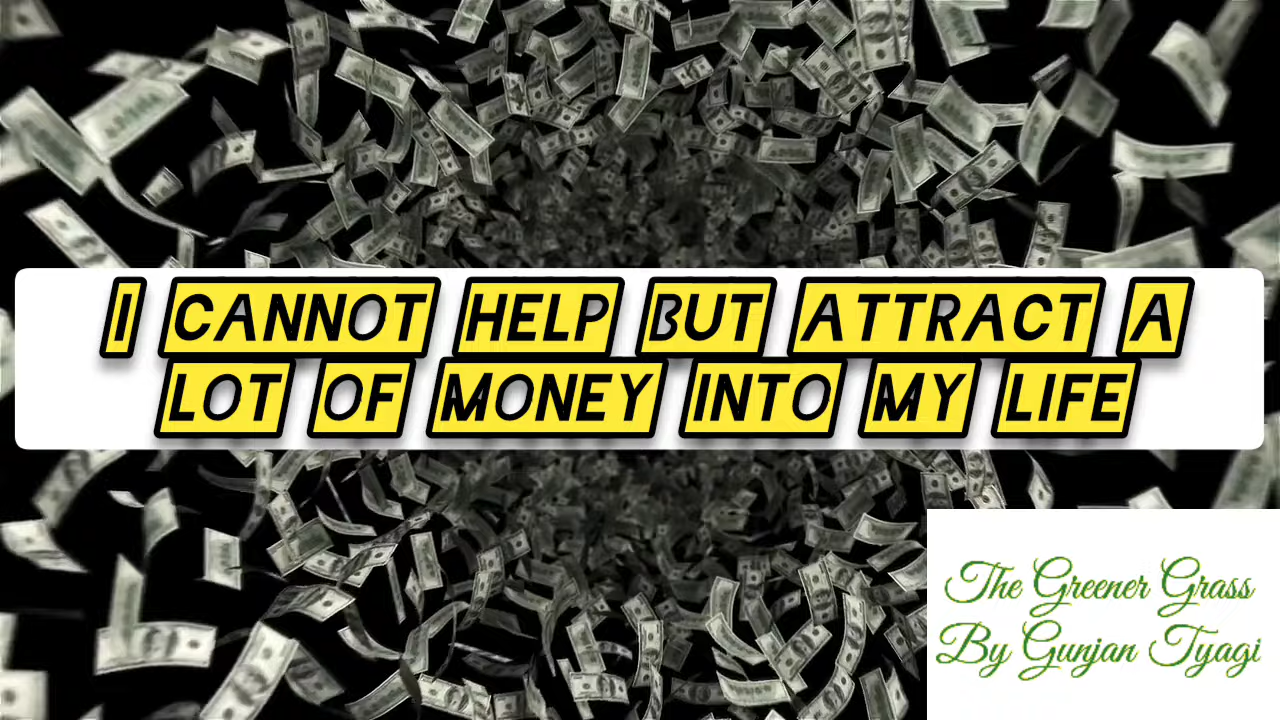 I CANNOT HELP BUT ATTRACT A
LOT OF MONEY INTO MY LIFE
The Greener Grass
By Gunjan Tyagi